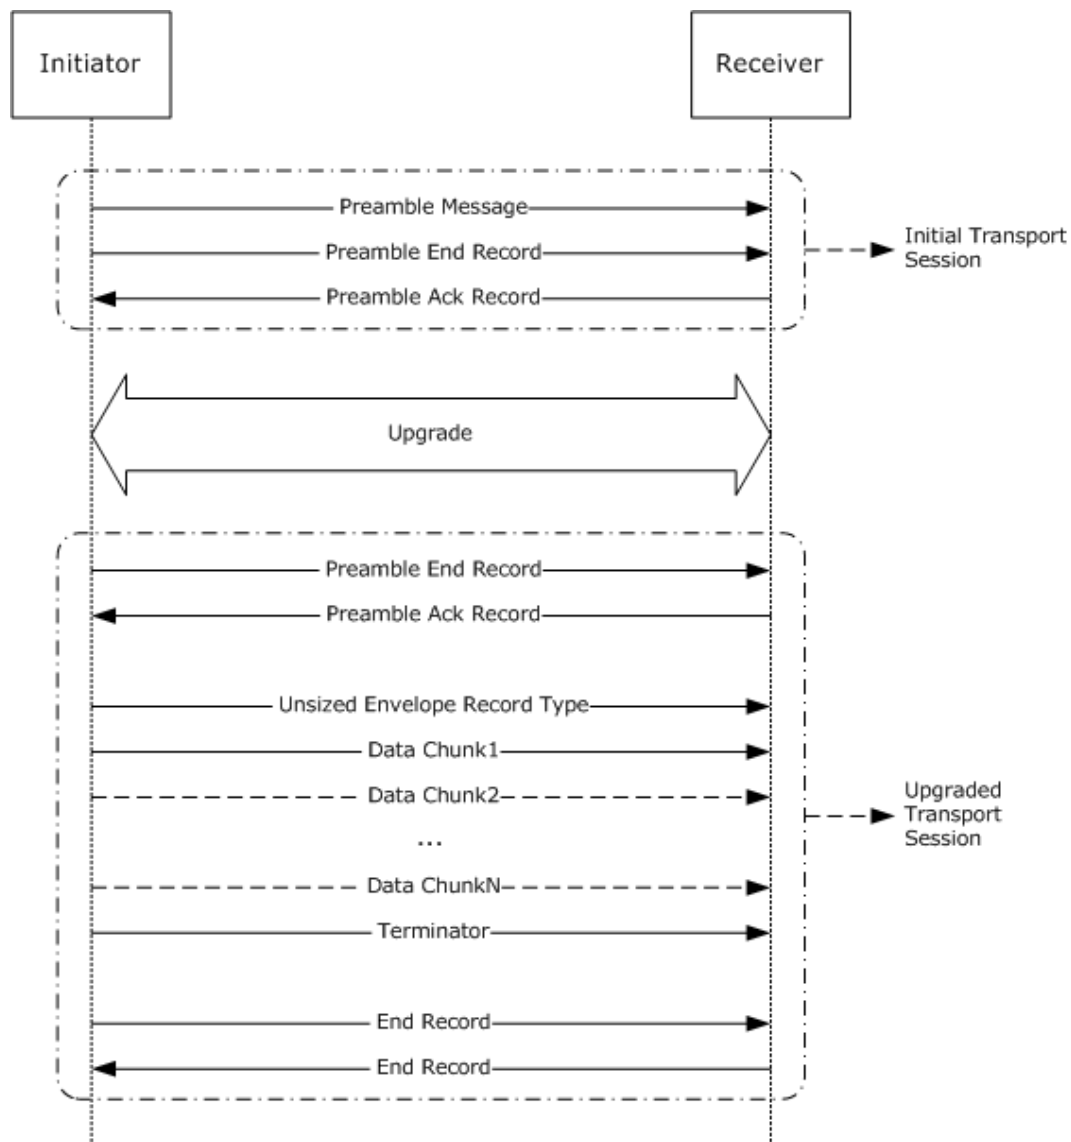 Initiator
Receiver
Preamble Message
Preamble End Record
Preamble Ack Record
Initial Transport
Session
Upgrade
Preamble End Record
Preamble Ack Record
Unsized Envelope Record Type
Data Chunk1
Data Chunk2
...
Data ChunkN
Terminator
End Record
End Record
Upgraded
Transport
Session